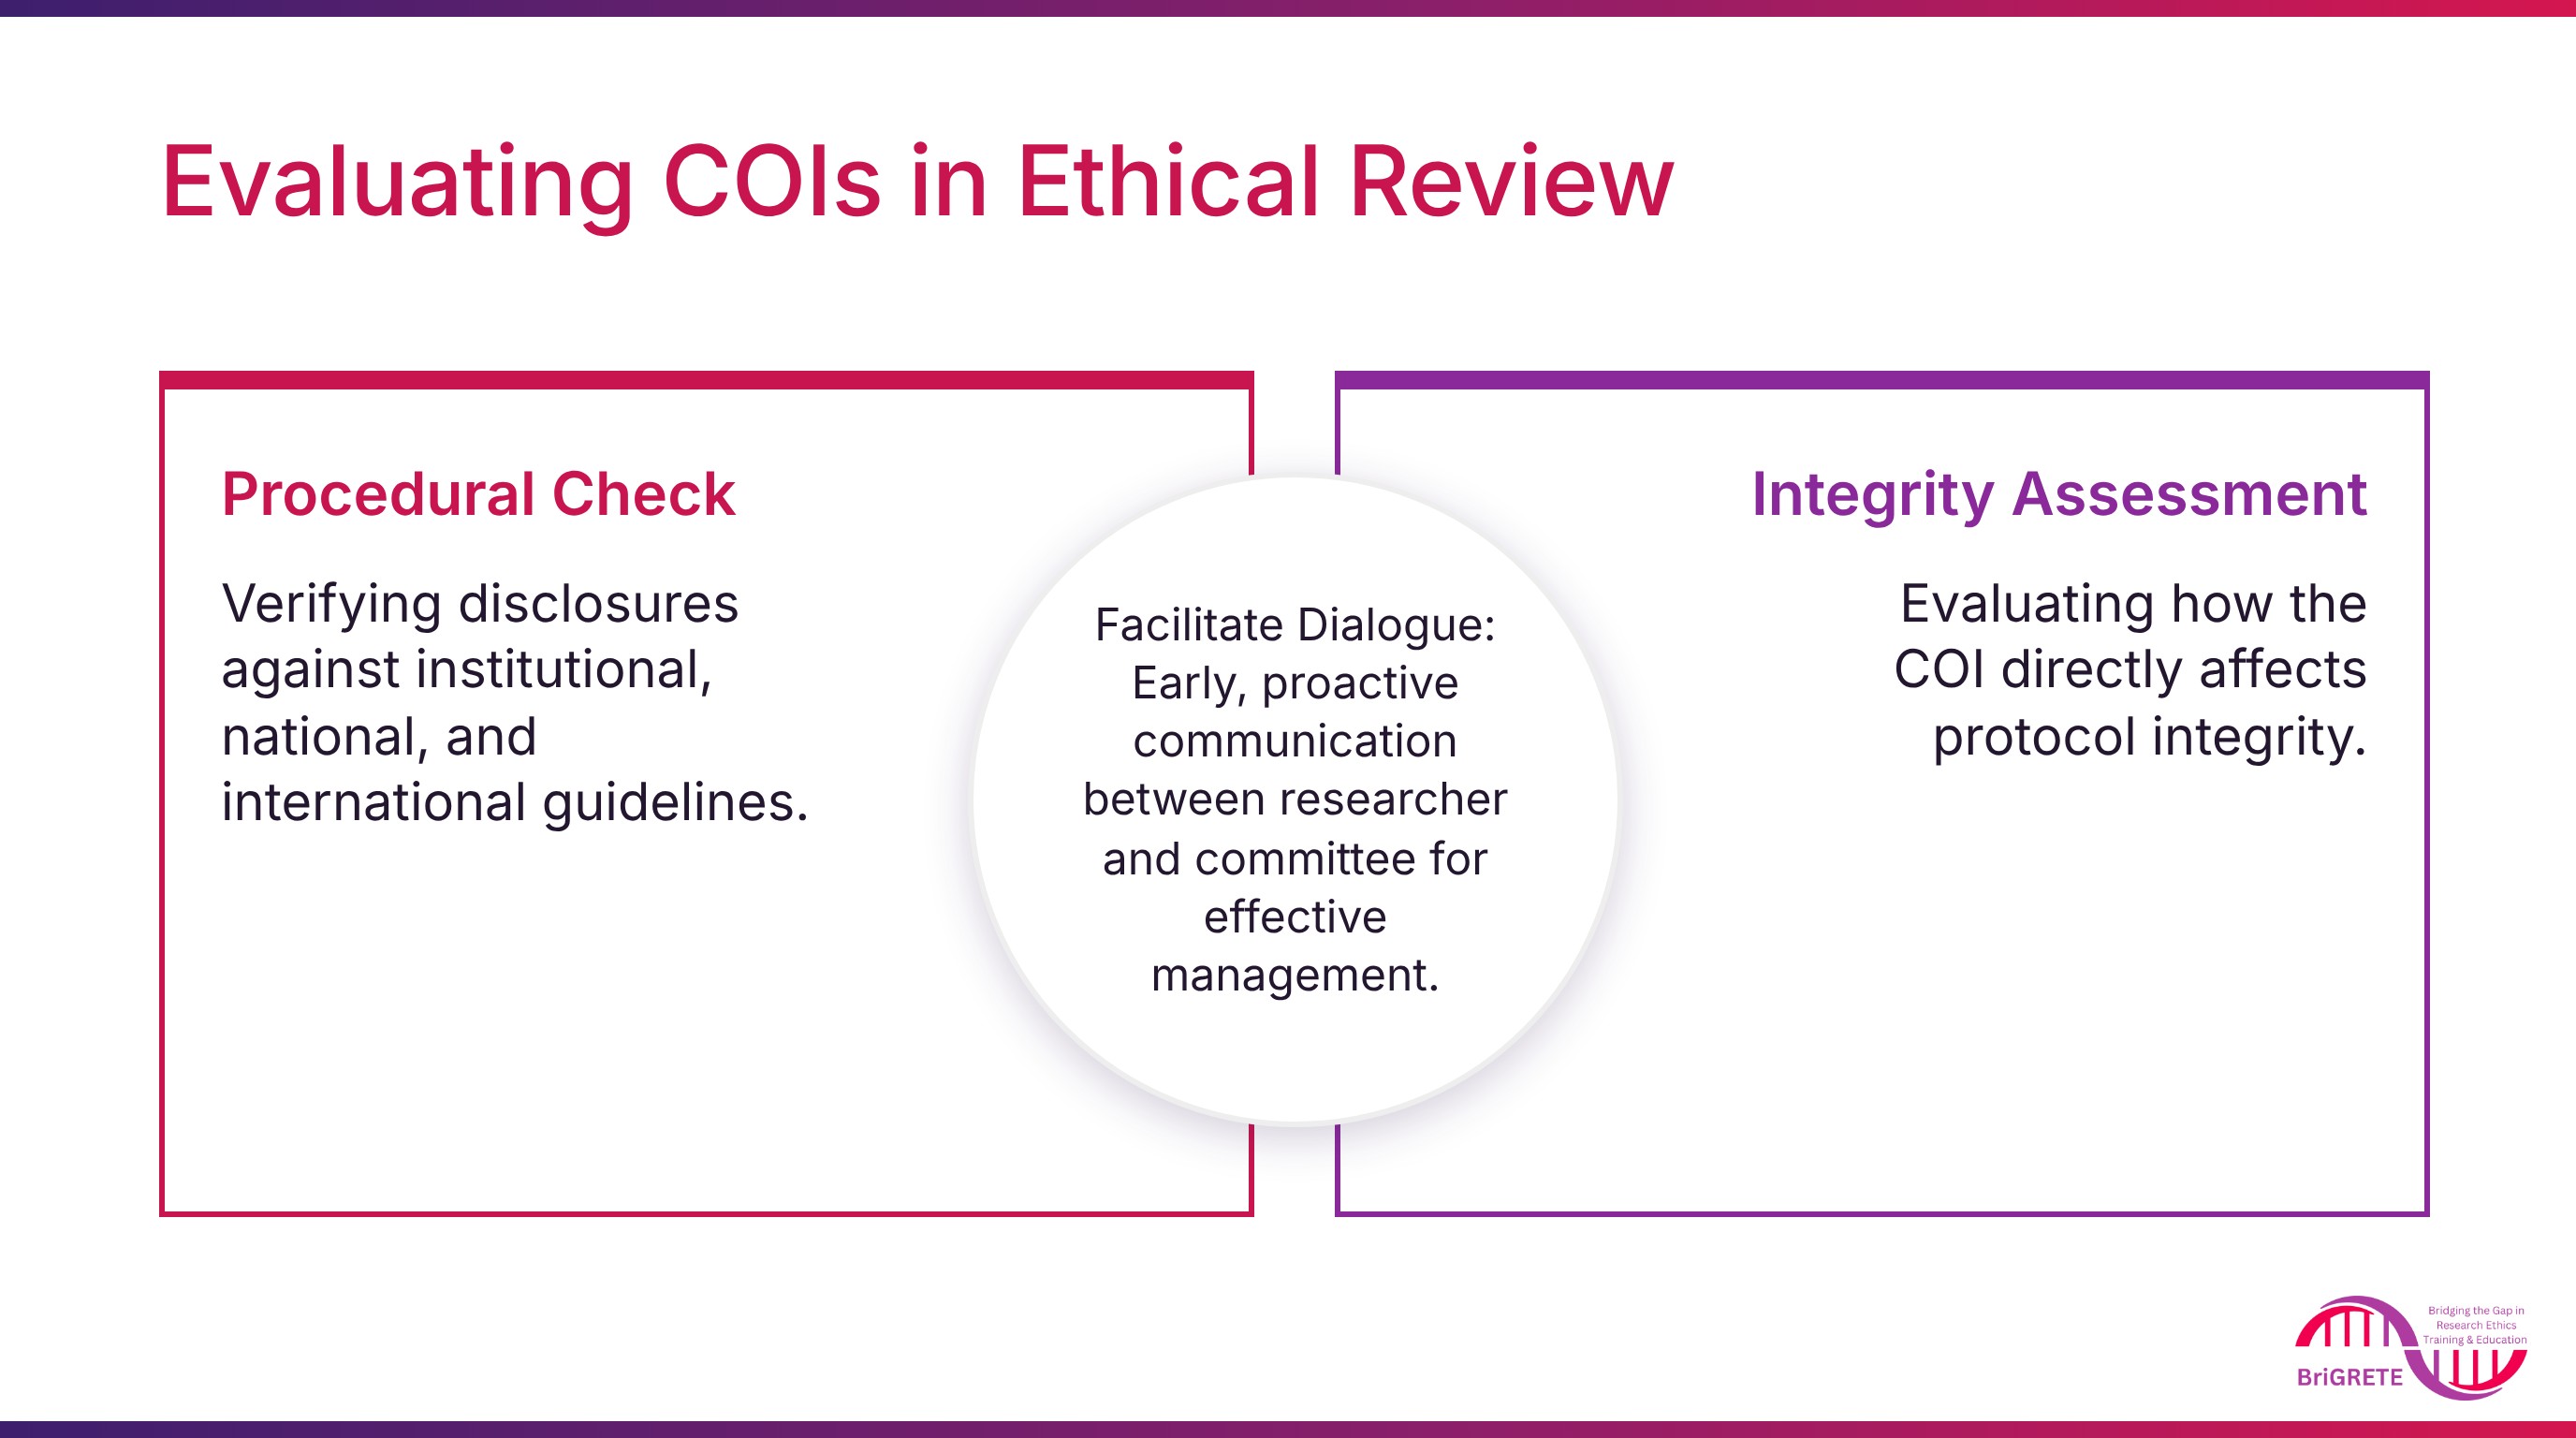 Evaluating COIs in Ethical Review
Procedural Check
Verifying disclosures
against institutional,
national, and
international guidelines.
Facilitate Dialogue:
Early, proactive
communication
between researcher
and committee for
effective
management.
Integrity Assessment
Evaluating how the
COI directly affects
protocol integrity.
Bridging the Gap in
Research Ethics
Training & Education
BriGRETE